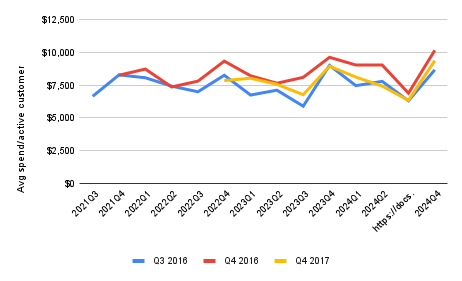 $12,500
$10,000
$7,500
$5,000
$2,500
$0
Avg spend/active customer
2021Q3
2021Q4
2022Q1
2022Q2
2022Q3
2022Q4
2023Q1
2023Q2
2023Q3
2023Q4
2024Q1
2024Q2
https://docs.
2024Q4
Q3 2016
Q4 2016
Q4 2017